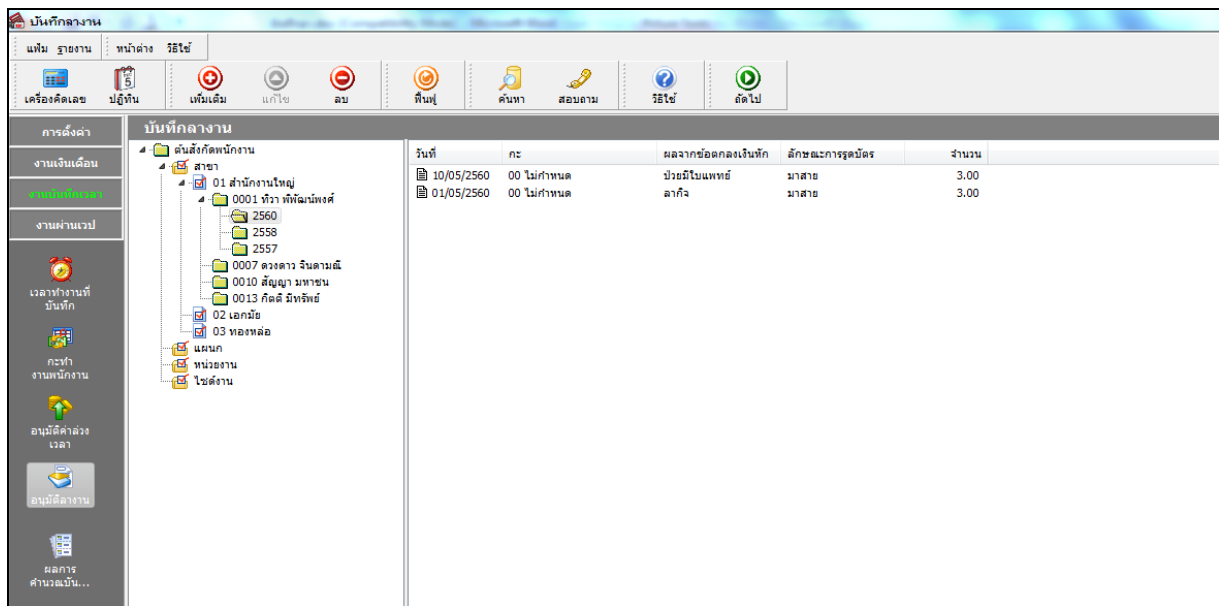 บันทึกลางาน
แฟ้ม รายงาน หน้าต่าง วิธีใช้
เครื่องคิดเลข ปฏิทิน เพิ่มเติม แก้ไข ลบ ฟื้นฟู ค้นหา สอบถาม วิธีใช้ ถัดไป
การตั้งค่า
งานเงินเดือน
งานบันทึกเวลา
งานผ่านเวป
เวลาทำงานที่
บันทึก
กะทำ
งานพนักงาน
อนุมัติค่าล่วง
เวลา
อนุมัติลางาน
ผลการ
คำนวณบัน...
บันทึกลางาน
ต้นสังกัดพนักงาน
สาขา
01 สำนักงานใหญ่
0001 ทิวา พิพัฒน์พงศ์
2560
2558
2557
0007 ดวงดาว จินดามณี
0010 สัญญา มหาชน
0013 กิตติ มีทรัพย์
02 เอกมัย
03 ทองหล่อ
แผนก
หน่วยงาน
ไซด์งาน
วันที่ กะ ผลจากข้อตกลงเงินหัก ลักษณะการรูดบัตร จำนวน
10/05/2560 00 ไม่กำหนด ป่วยมีใบแพทย์ มาสาย 3.00
01/05/2560 00 ไม่กำหนด ลากิจ มาสาย 3.00